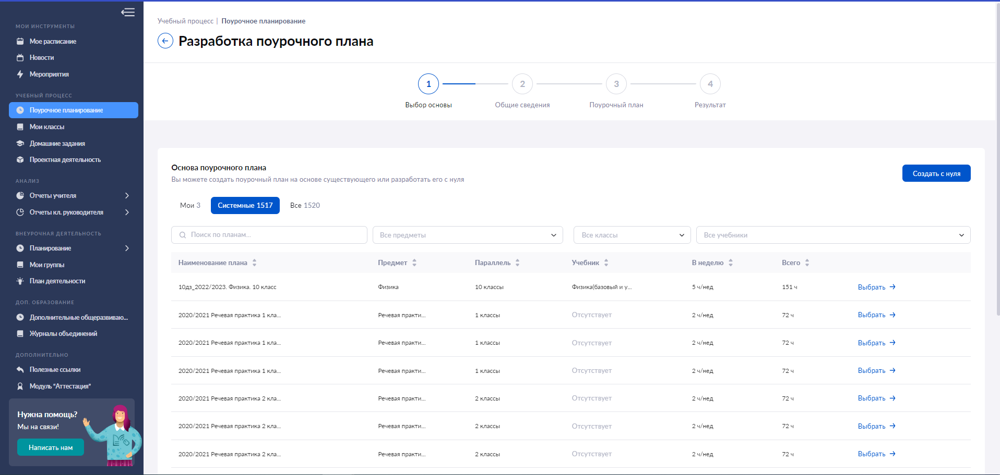 МОИ ИНСТРУМЕНТЫ
Мое расписание
Новости
Мероприятия
УЧЕБНЫЙ ПРОЦЕСС
Поурочное планирование
Мои классы
Домашние задания
Проектная деятельность
АНАЛИЗ
Отчеты учителя
Отчеты кл. руководителя
ВНЕУРОЧНАЯ ДЕЯТЕЛЬНОСТЬ
Планирование
Мои группы
План деятельности
ДОП. ОБРАЗОВАНИЕ
Дополнительные общеразвиваю...
Журналы объединений
ДОПОЛНИТЕЛЬНО
Полезные ссылки
Модуль “Аттестация”
Нужна помощь?
Мы на связи!
Написать нам
Учебный процесс | Поурочное планирование
Разработка поурочного плана
1 2 3 4
Выбор основы Общие сведения Поурочный план Результат
Основа поурочного плана
Вы можете создать поурочный план на основе существующего или разработать его с нуля
Создать с нуля
Мои 3 Системные 1517 Все 1520
Поиск по планам... Все предметы Все классы Все учебники
Наименование плана Предмет Параллель Учебник В неделю Всего
10дз_2022/2023. Физика. 10 класс Физика 10 классы Физика(базовый и у... 5 ч/нед 151 ч Выбрать
2020/2021 Речевая практика 1 кла... Речевая практи... 1 классы Отсутствует 2 ч/нед 72 ч Выбрать
2020/2021 Речевая практика 1 кла... Речевая практи... 1 классы Отсутствует 2 ч/нед 72 ч Выбрать
2020/2021 Речевая практика 1 кла... Речевая практи... 1 классы Отсутствует 2 ч/нед 72 ч Выбрать
2020/2021 Речевая практика 2 кла... Речевая практи... 2 классы Отсутствует 2 ч/нед 72 ч Выбрать
2020/2021 Речевая практика 2 кла... Речевая практи... 2 классы Отсутствует 2 ч/нед 72 ч Выбрать
2020/2021 Речевая практика 2 кла... Речевая практи... 2 классы Отсутствует 2 ч/нед 72 ч Выбрать